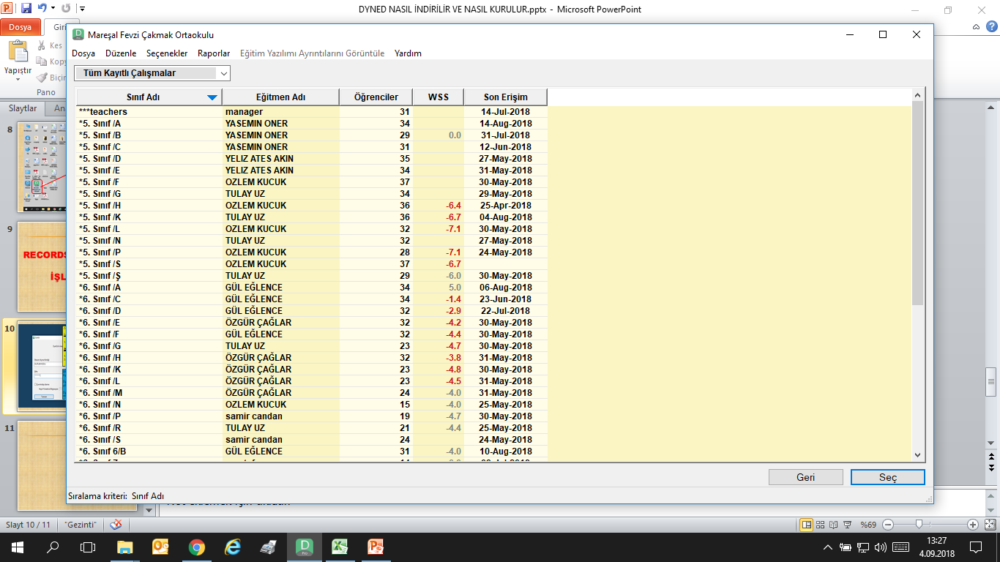 DYNED NASIL İNDİRİLİR VE NASIL KURULUR.pptx - Microsoft PowerPoint
Dosya Giri
Kes
Kopy
Biçi
Yapıştır
Pano
Slaytlar An
8
9
RECORDS
İŞL
10
11
Mareşal Fevzi Çakmak Ortaokulu
Dosya Düzenle Seçenekler Raporlar Eğitim Yazılımı Ayrıntılarını Görüntüle Yardım
Tüm Kayıtlı Çalışmalar
Sınıf Adı Eğitmen Adı Öğrenciler WSS Son Erişim
***teachers manager 31 14-Jul-2018
*5. Sınıf /A YASEMIN ONER 34 14-Aug-2018
*5. Sınıf /B YASEMIN ONER 29 0.0 31-Jul-2018
*5. Sınıf /C YASEMIN ONER 31 12-Jun-2018
*5. Sınıf /D YELIZ ATES AKIN 35 27-May-2018
*5. Sınıf /E YELIZ ATES AKIN 34 31-May-2018
*5. Sınıf /F OZLEM KUCUK 37 30-May-2018
*5. Sınıf /G TULAY UZ 34 29-May-2018
*5. Sınıf /H OZLEM KUCUK 36 -6.4 25-Apr-2018
*5. Sınıf /K TULAY UZ 36 -6.7 04-Aug-2018
*5. Sınıf /L OZLEM KUCUK 32 -7.1 30-May-2018
*5. Sınıf /N TULAY UZ 32 27-May-2018
*5. Sınıf /P OZLEM KUCUK 28 -7.1 24-May-2018
*5. Sınıf /S OZLEM KUCUK 37 -6.7
*5. Sınıf /Ş TULAY UZ 29 -6.0 30-May-2018
*6. Sınıf /A GÜL EĞLENCE 34 5.0 06-Aug-2018
*6. Sınıf /C GÜL EĞLENCE 34 -1.4 23-Jun-2018
*6. Sınıf /D GÜL EĞLENCE 32 -2.9 22-Jul-2018
*6. Sınıf /E ÖZGÜR ÇAĞLAR 32 -4.2 30-May-2018
*6. Sınıf /F GÜL EĞLENCE 32 -4.4 30-May-2018
*6. Sınıf /G TULAY UZ 23 -4.7 30-May-2018
*6. Sınıf /H ÖZGÜR ÇAĞLAR 32 -3.8 31-May-2018
*6. Sınıf /K ÖZGÜR ÇAĞLAR 23 -4.8 30-May-2018
*6. Sınıf /L ÖZGÜR ÇAĞLAR 23 -4.5 31-May-2018
*6. Sınıf /M ÖZGÜR ÇAĞLAR 24 -4.0 31-May-2018
*6. Sınıf /N OZLEM KUCUK 15 -4.0 25-May-2018
*6. Sınıf /P samir candan 19 -4.7 30-May-2018
*6. Sınıf /R TULAY UZ 21 -4.4 25-May-2018
*6. Sınıf /S samir candan 24 24-May-2018
*6. Sınıf 6/B GÜL EĞLENCE 31 -4.0 10-Aug-2018
Geri Seç
Sıralama kriteri: Sınıf Adı
Slayt 10 / 11 "Gezinti" %69
13:27
4.09.2018